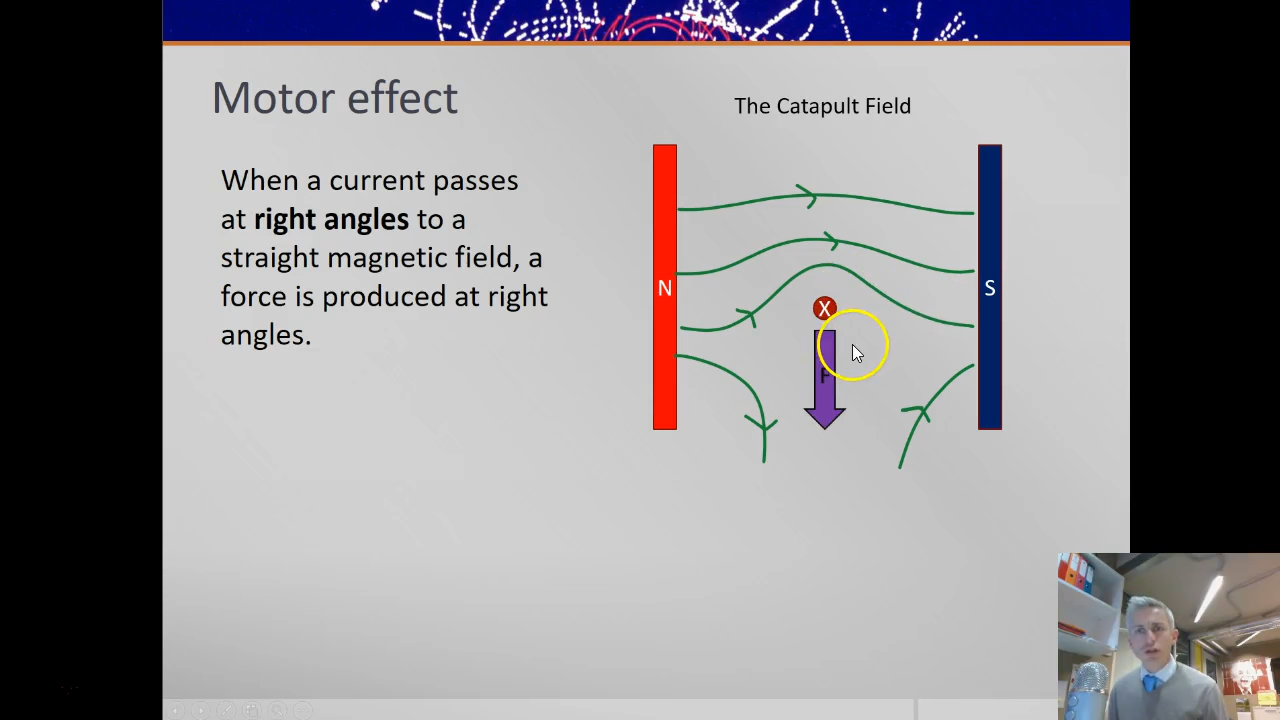 Motor effect
The Catapult Field
When a current passes
at right angles to a
straight magnetic field, a
force is produced at right
angles.
N
S
X
F